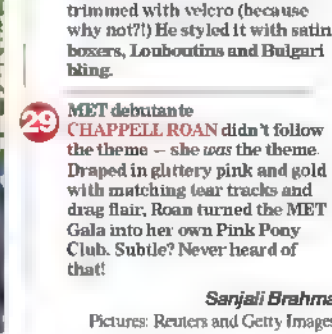 trimmed with velcro (because
why not?!) He styled it with satin
boxers, Louboutins and Bulgari
bling.
29
MET debutante
CHAPPELL ROAN didn't follow
the theme – she was the theme.
Draped in glittery pink and gold
with matching tear tracks and
drag flair, Roan turned the MET
Gala into her own Pink Pony
Club. Subtle? Never heard of
that!
Sanjali Brahma
Pictures: Reuters and Getty Images